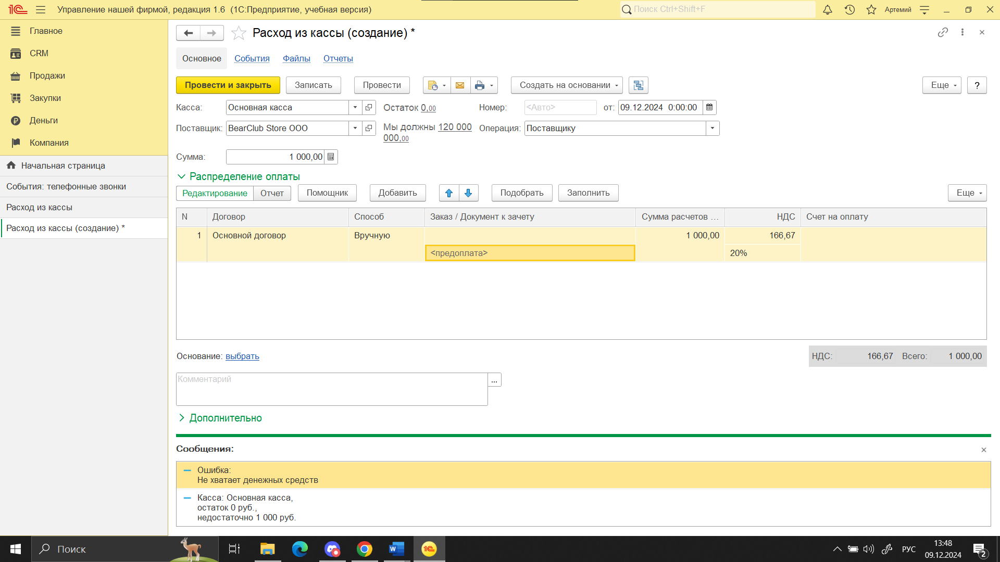 Управление нашей фирмой, редакция 1.6 (1С:Предприятие, учебная версия)
Поиск Ctrl+Shift+F
Артемий
Главное
CRM
Продажи
Закупки
Деньги
Компания
Начальная страница
События: телефонные звонки
Расход из кассы
Расход из кассы (создание) *
Расход из кассы (создание) *
Основное События Файлы Отчеты
Провести и закрыть Записать Провести Создать на основании Еще ?
Касса: Основная касса Остаток 0,00 Номер: <Авто> от: 09.12.2024 0:00:00
Поставщик: BearClub Store ООО Мы должны 120 000 Операция: Поставщику
000,00
Сумма: 1 000,00
Распределение оплаты
Редактирование Отчет Помощник Добавить Подобрать Заполнить Еще
N Договор Способ Заказ / Документ к зачету Сумма расчетов ... НДС Счет на оплату
1 Основной договор Вручную 1 000,00 166,67
<предоплата> 20%
Основание: выбрать НДС: 166,67 Всего: 1 000,00
Комментарий ...
Дополнительно
Сообщения:
Ошибка:
Не хватает денежных средств
Касса: Основная касса,
остаток 0 руб.,
недостаточно 1 000 руб.
Поиск РУС 13:48
09.12.2024 2